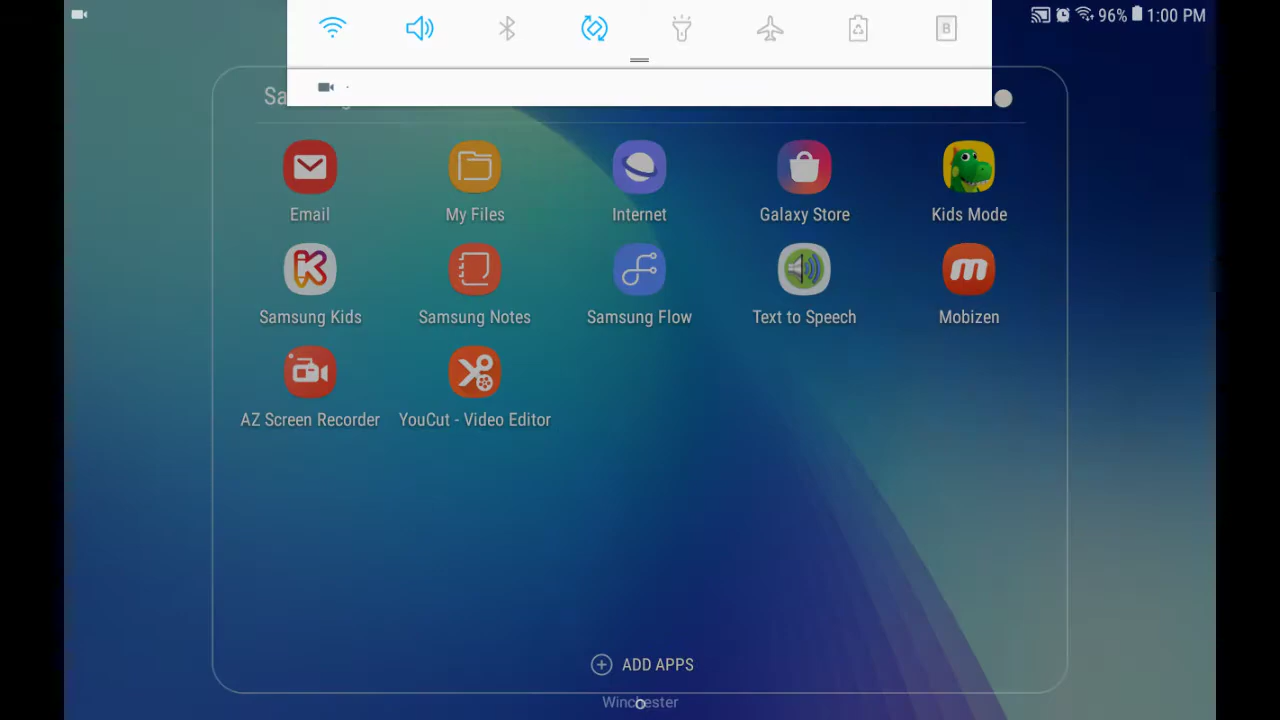 96% 1:00 PM
B
Email My Files Internet Galaxy Store Kids Mode
Samsung Kids Samsung Notes Samsung Flow Text to Speech Mobizen
AZ Screen Recorder YouCut - Video Editor
ADD APPS